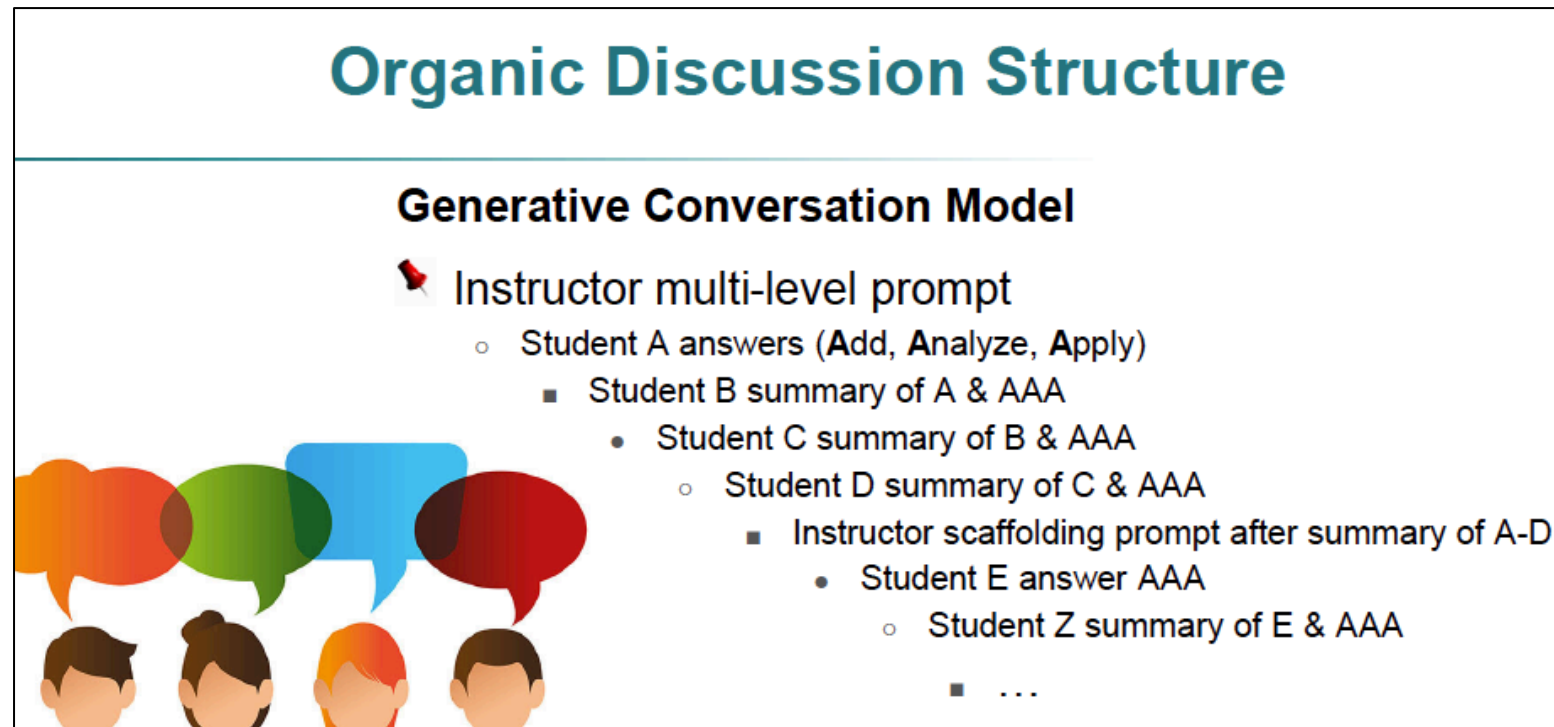 Organic Discussion Structure
Generative Conversation Model
Instructor multi-level prompt
Student A answers (Add, Analyze, Apply)
Student B summary of A & AAA
Student C summary of B & AAA
Student D summary of C & AAA
Instructor scaffolding prompt after summary of A-D
Student E answer AAA
Student Z summary of E & AAA
...